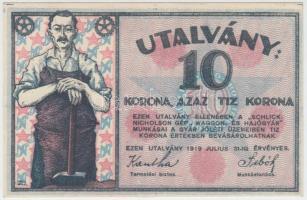 UTALVÁNY:
10
KORONA, AZAZ TIZ KORONA
EZEN UTALVÁNY ELLENÉBEN A "SCHLICK,
NICHOLSON GÉP, WAGGON, ÉS HAJÓGYÁR"
MUNKÁSAI A GYÁR JÓLÉTI ÜZEMEIBEN TIZ
KORONA ÉRTÉKBEN BEVÁSÁROLHATNAK.
EZEN UTALVÁNY 1919 JULIUS 31-IG ÉRVÉNYES.
Termelési biztos. Munkástanács.